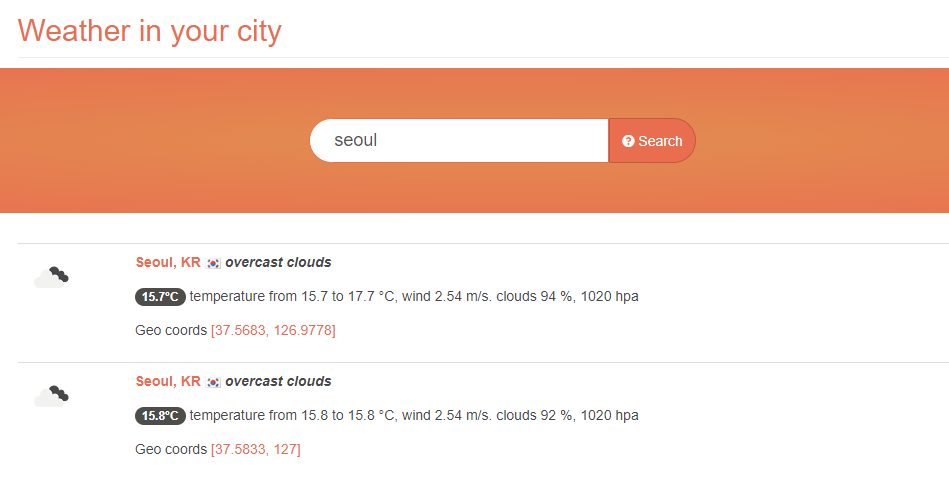 Weather in your city
seoul
Search
Seoul, KR overcast clouds
15.7°C temperature from 15.7 to 17.7 °C, wind 2.54 m/s. clouds 94 %, 1020 hpa
Geo coords [37.5683, 126.9778]
Seoul, KR overcast clouds
15.8°C temperature from 15.8 to 15.8 °C, wind 2.54 m/s. clouds 92 %, 1020 hpa
Geo coords [37.5833, 127]